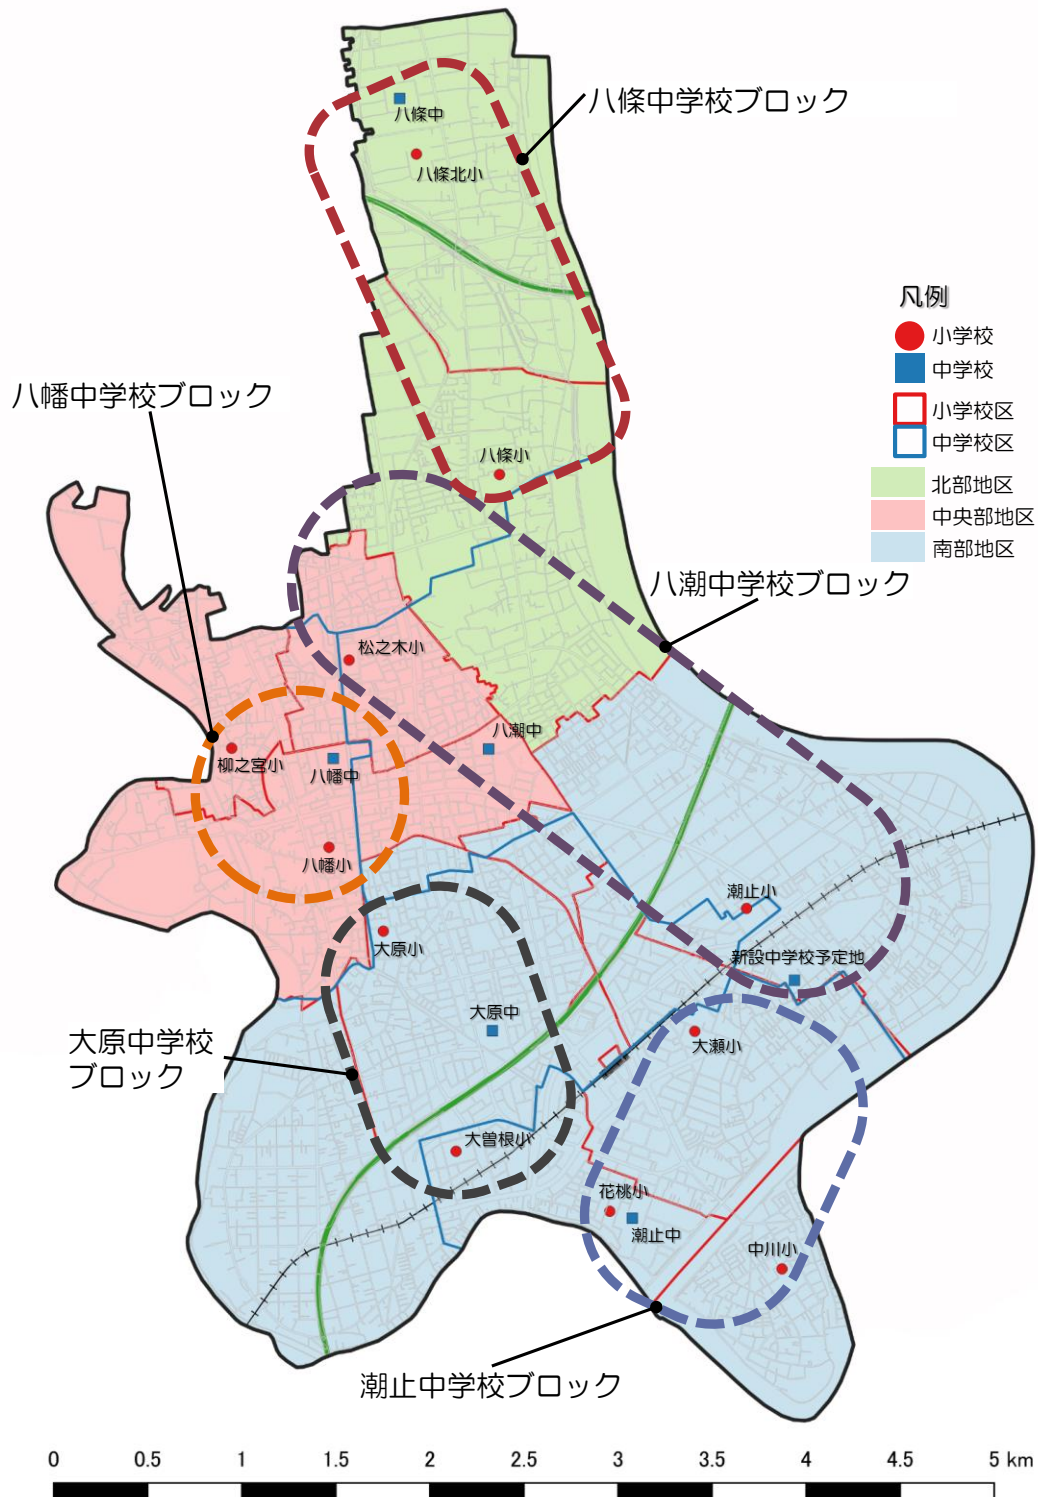 八條中学校ブロック
八條中
八條北小
凡例
小学校
中学校
小学校区
中学校区
北部地区
中央部地区
南部地区
八幡中学校ブロック
八條小
八潮中学校ブロック
松之木小
八潮中
柳之宮小
八幡中
八幡小
潮止小
大原小
新設中学校予定地
大原中
大瀬小
大原中学校
ブロック
大曽根小
花桃小
潮止中
中川小
潮止中学校ブロック
0 0.5 1 1.5 2 2.5 3 3.5 4 4.5 5 km